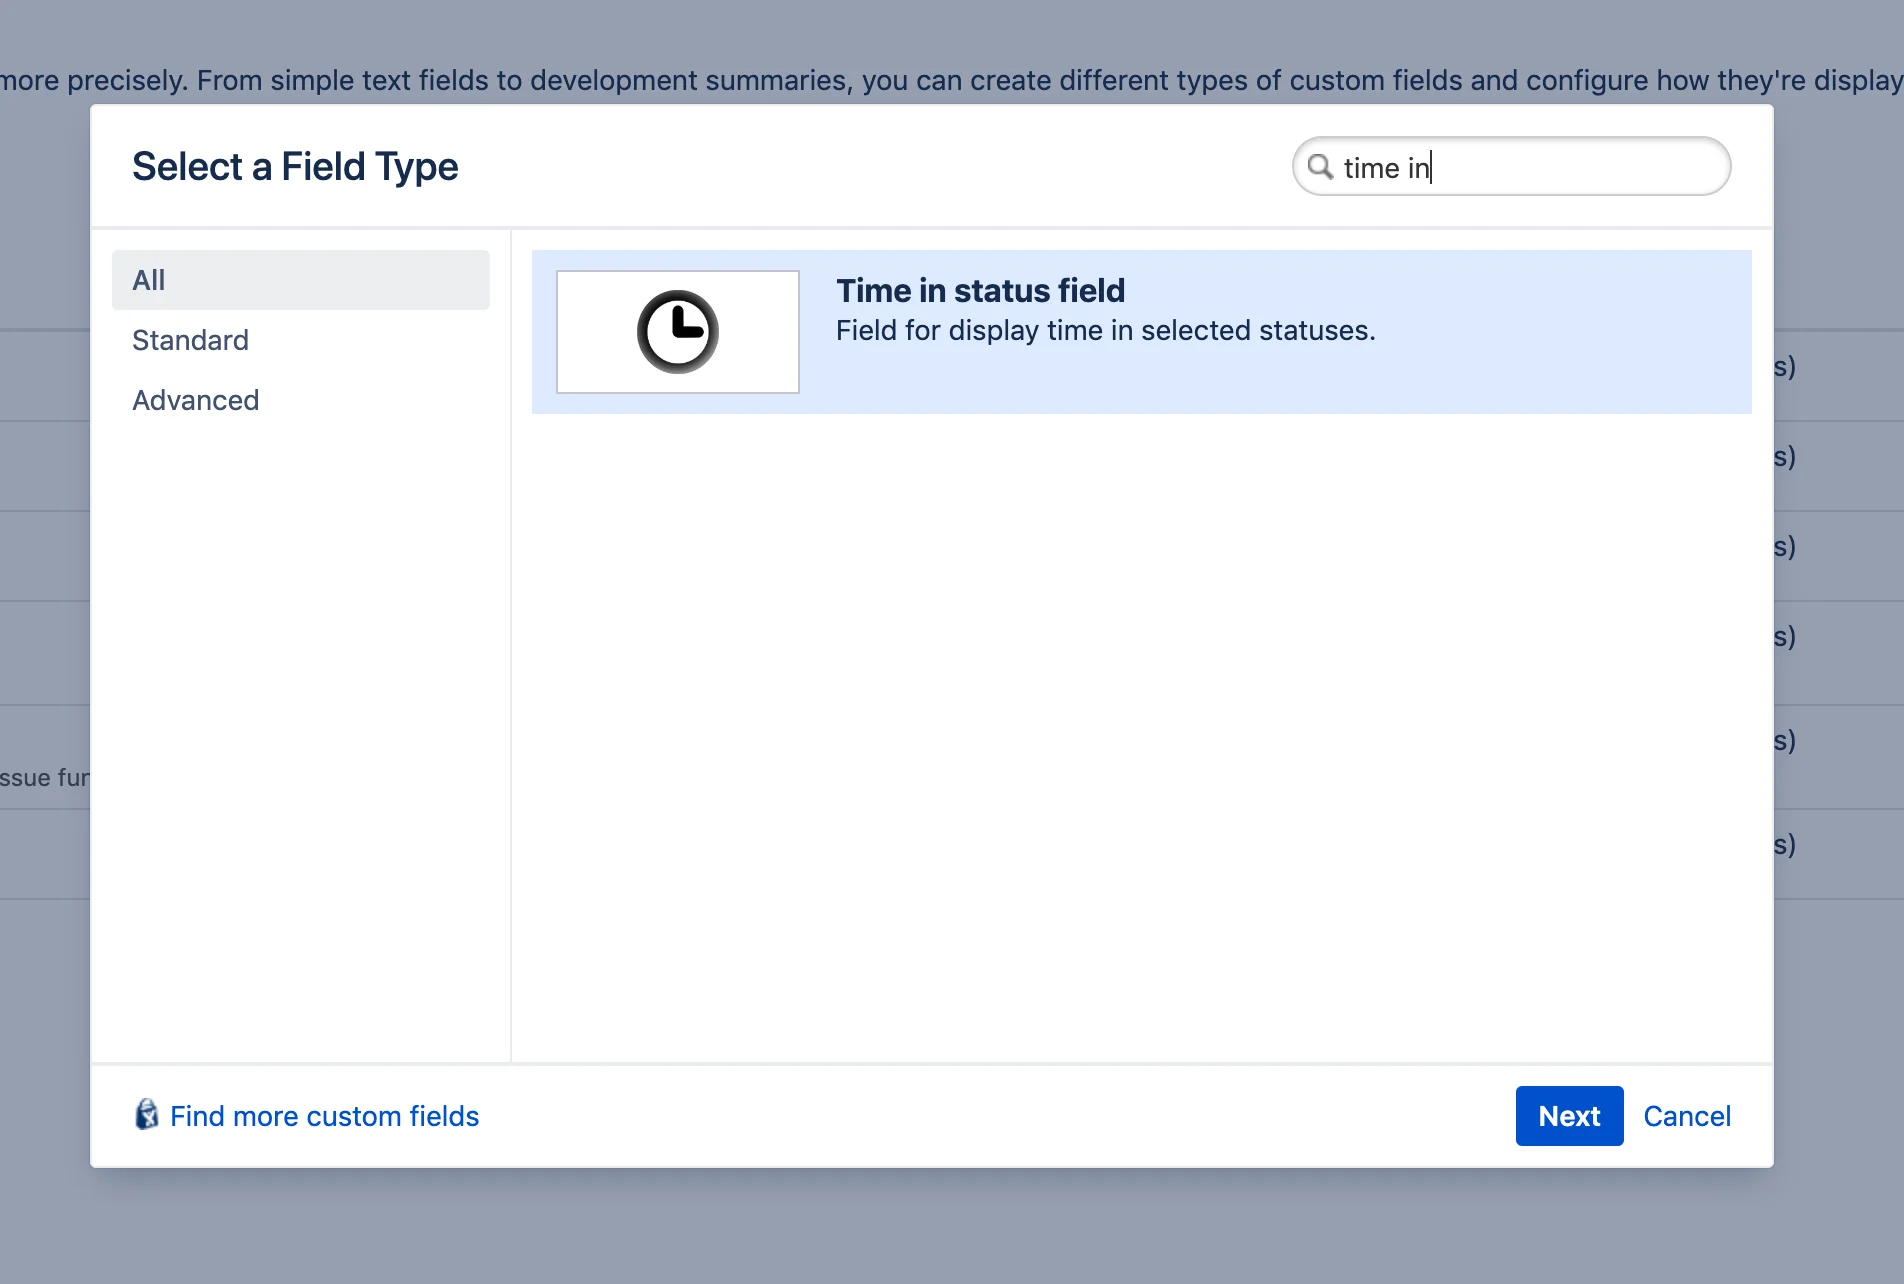 more precisely. From simple text fields to development summaries, you can create different types of custom fields and configure how they're display
Select a Field Type
time in
All
Standard
Advanced
Time in status field
Field for display time in selected statuses.
s)
s)
s)
s)
s)
ssue fur
s)
Find more custom fields
Next
Cancel